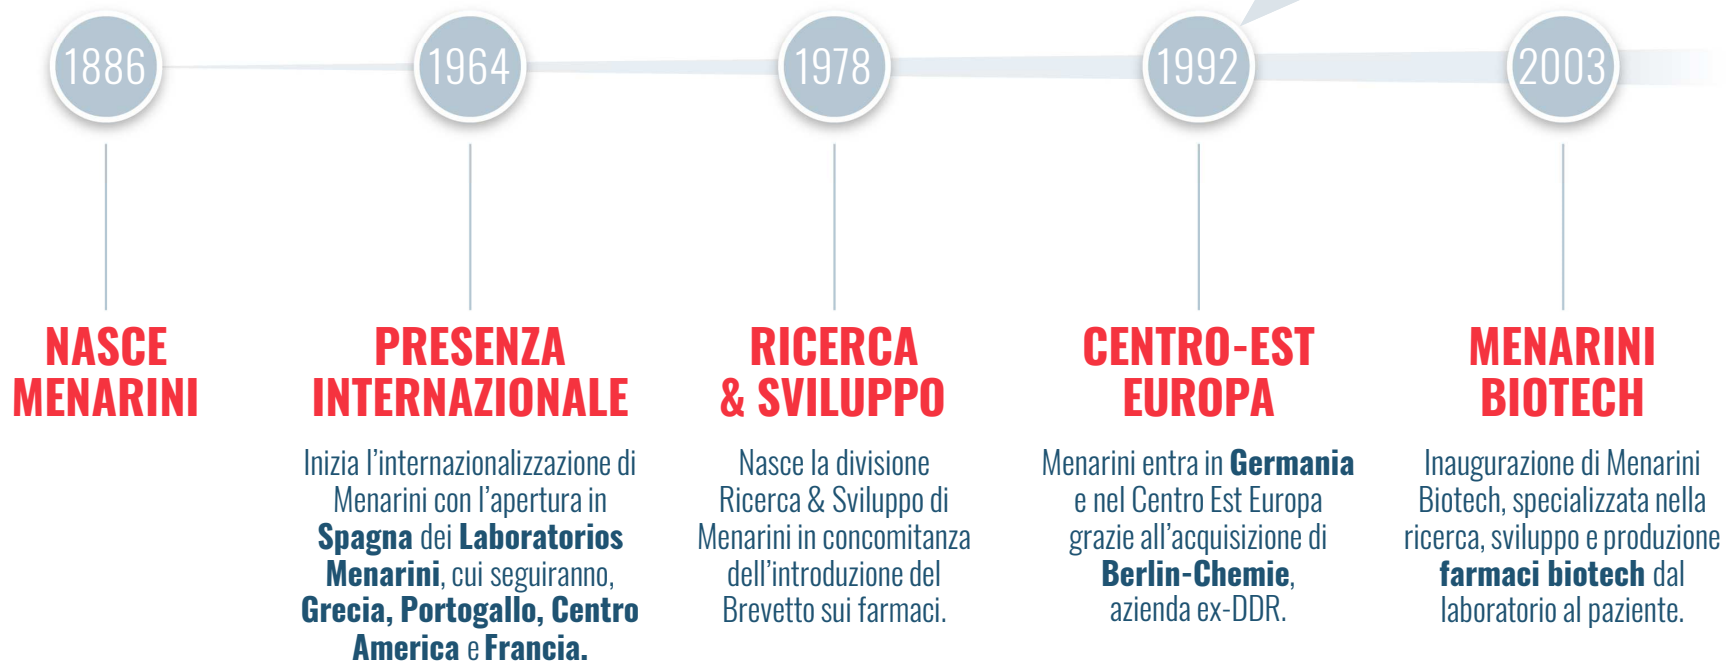 1886
1964
1978
1992
2003
NASCE
MENARINI
PRESENZA
INTERNAZIONALE
Inizia l'internazionalizzazione di
Menarini con l'apertura in
Spagna dei Laboratorios
Menarini, cui seguiranno,
Grecia, Portogallo, Centro
America e Francia.
RICERCA
& SVILUPPO
Nasce la divisione
Ricerca & Sviluppo di
Menarini in concomitanza
dell'introduzione del
Brevetto sui farmaci.
CENTRO-EST
EUROPA
Menarini entra in Germania
e nel Centro Est Europa
grazie all'acquisizione di
Berlin-Chemie,
azienda ex-DDR.
MENARINI
BIOTECH
Inaugurazione di Menarini
Biotech, specializzata nella
ricerca, sviluppo e produzione
farmaci biotech dal
laboratorio al paziente.